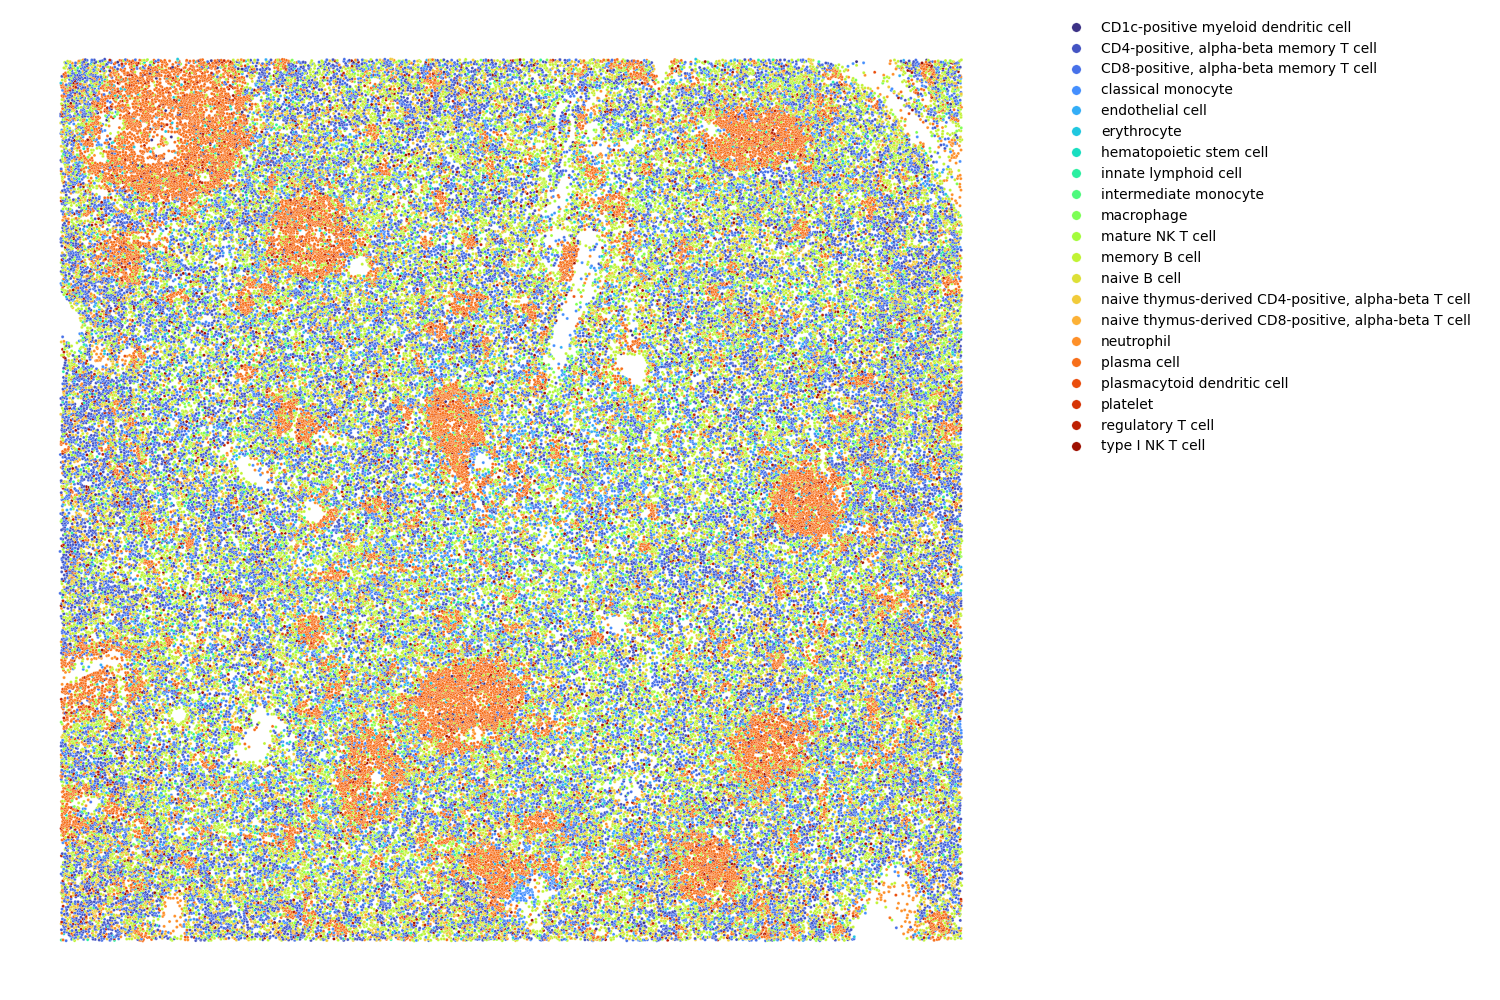 CD1c-positive myeloid dendritic cell
CD4-positive, alpha-beta memory T cell
CD8-positive, alpha-beta memory T cell
classical monocyte
endothelial cell
erythrocyte
hematopoietic stem cell
innate lymphoid cell
intermediate monocyte
macrophage
mature NK T cell
memory B cell
naive B cell
naive thymus-derived CD4-positive, alpha-beta T cell
naive thymus-derived CD8-positive, alpha-beta T cell
neutrophil
plasma cell
plasmacytoid dendritic cell
platelet
regulatory T cell
type I NK T cell